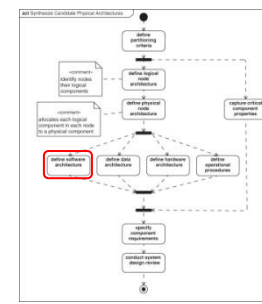 act Synthesize Candidate Physical Architectures
define
partitioning
criteria
«comment»
identify nodes
their logical
components
define logical
node
architecture
«comment»
allocates each logical
component in each node
to a physical component
define physical
node
architecture
capture critical
component
properties
define software
architecture
define data
architecture
define hardware
architecture
define
operational
procedures
specify
component
requirements
conduct system
design review